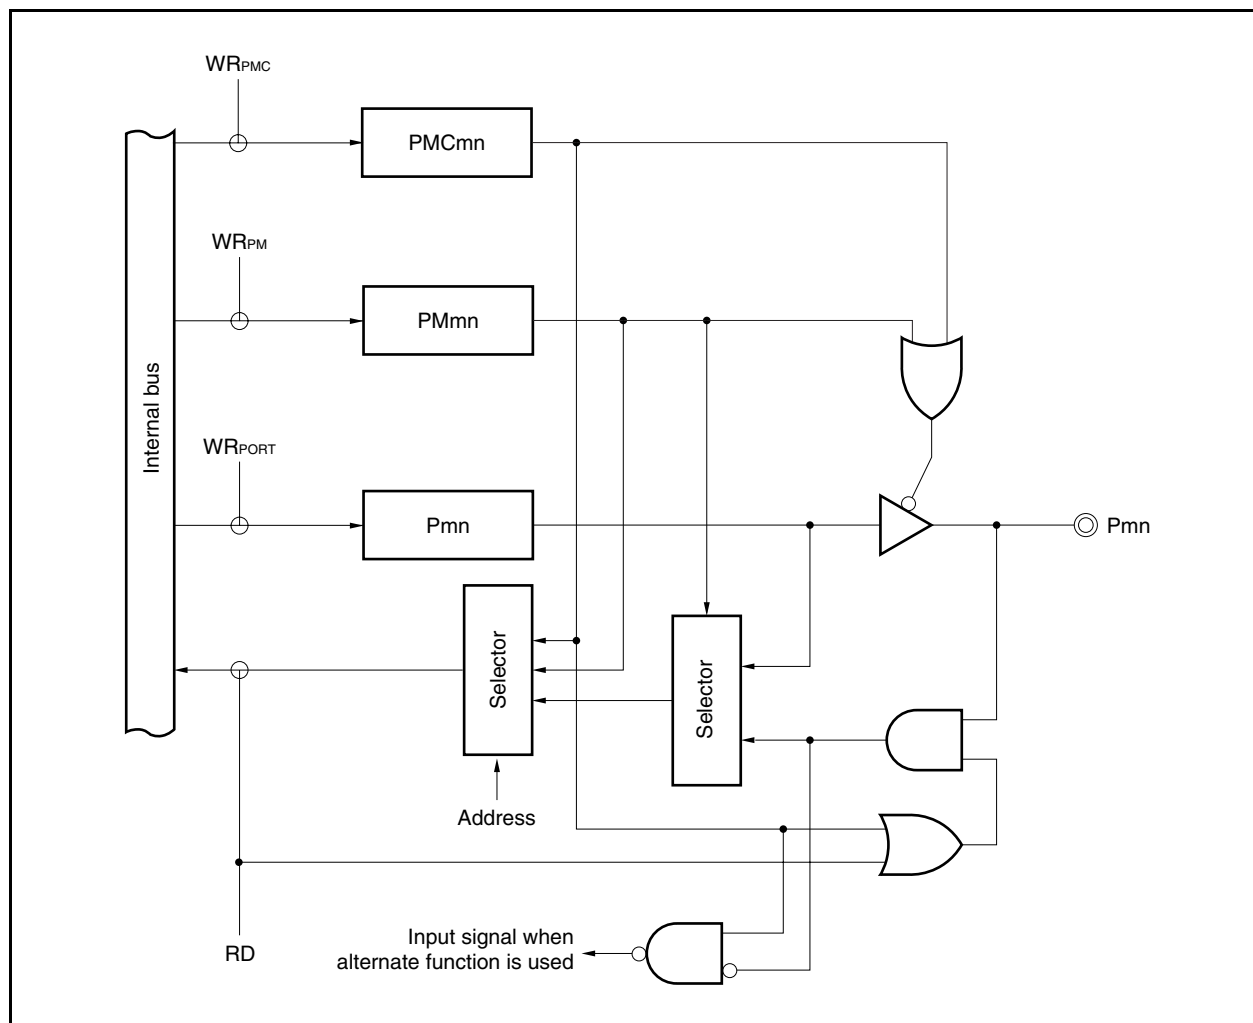 WRPMC
PMCmn
WRPM
PMmn
Internal bus
WRPORT
Pmn
Pmn
Selector
Selector
Address
RD
Input signal when
alternate function is used